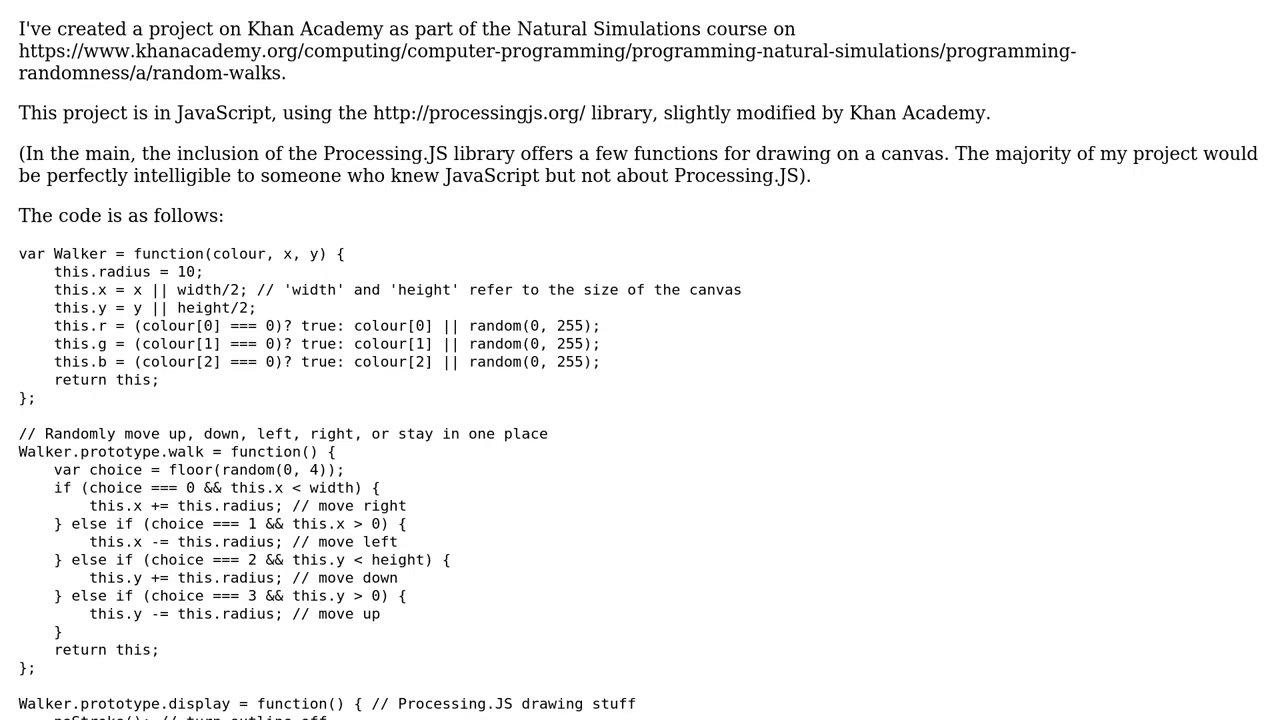 I've created a project on Khan Academy as part of the Natural Simulations course on
https://www.khanacademy.org/computing/computer-programming/programming-natural-simulations/programming-
randomness/a/random-walks.
This project is in JavaScript, using the http://processingjs.org/ library, slightly modified by Khan Academy.
(In the main, the inclusion of the Processing.JS library offers a few functions for drawing on a canvas. The majority of my project would
be perfectly intelligible to someone who knew JavaScript but not about Processing.JS).
The code is as follows:
var Walker = function(colour, x, y) {
    this.radius = 10;
    this.x = x || width/2; // 'width' and 'height' refer to the size of the canvas
    this.y = y || height/2;
    this.r = (colour[0] === 0)? true: colour[0] || random(0, 255);
    this.g = (colour[1] === 0)? true: colour[1] || random(0, 255);
    this.b = (colour[2] === 0)? true: colour[2] || random(0, 255);
    return this;
};
// Randomly move up, down, left, right, or stay in one place
Walker.prototype.walk = function() {
    var choice = floor(random(0, 4));
    if (choice === 0 && this.x < width) {
        this.x += this.radius; // move right
    } else if (choice === 1 && this.x > 0) {
        this.x -= this.radius; // move left
    } else if (choice === 2 && this.y < height) {
        this.y += this.radius; // move down
    } else if (choice === 3 && this.y > 0) {
        this.y -= this.radius; // move up
    }
    return this;
};
Walker.prototype.display = function() { // Processing.JS drawing stuff
    noStroke(); // turn outline off